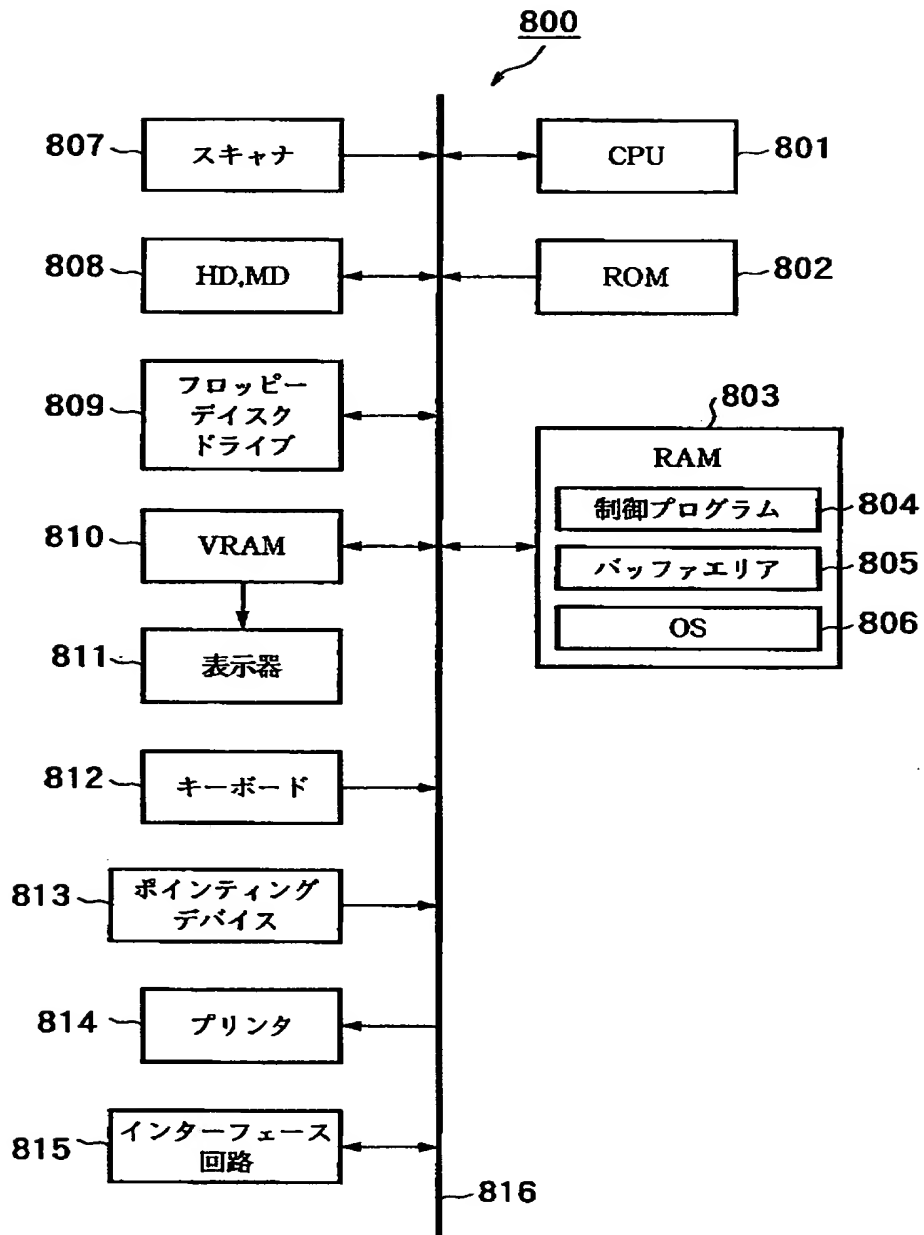 800
807
スキャナ
CPU
801
808
HD,MD
ROM
802
809
フロッピー
デイスク
ドライブ
803
RAM
制御プログラム
804
バッファエリア
805
OS
806
810
VRAM
811
表示器
812
キーボード
813
ポインティング
デバイス
814
プリンタ
815
インターフェース
回路
816